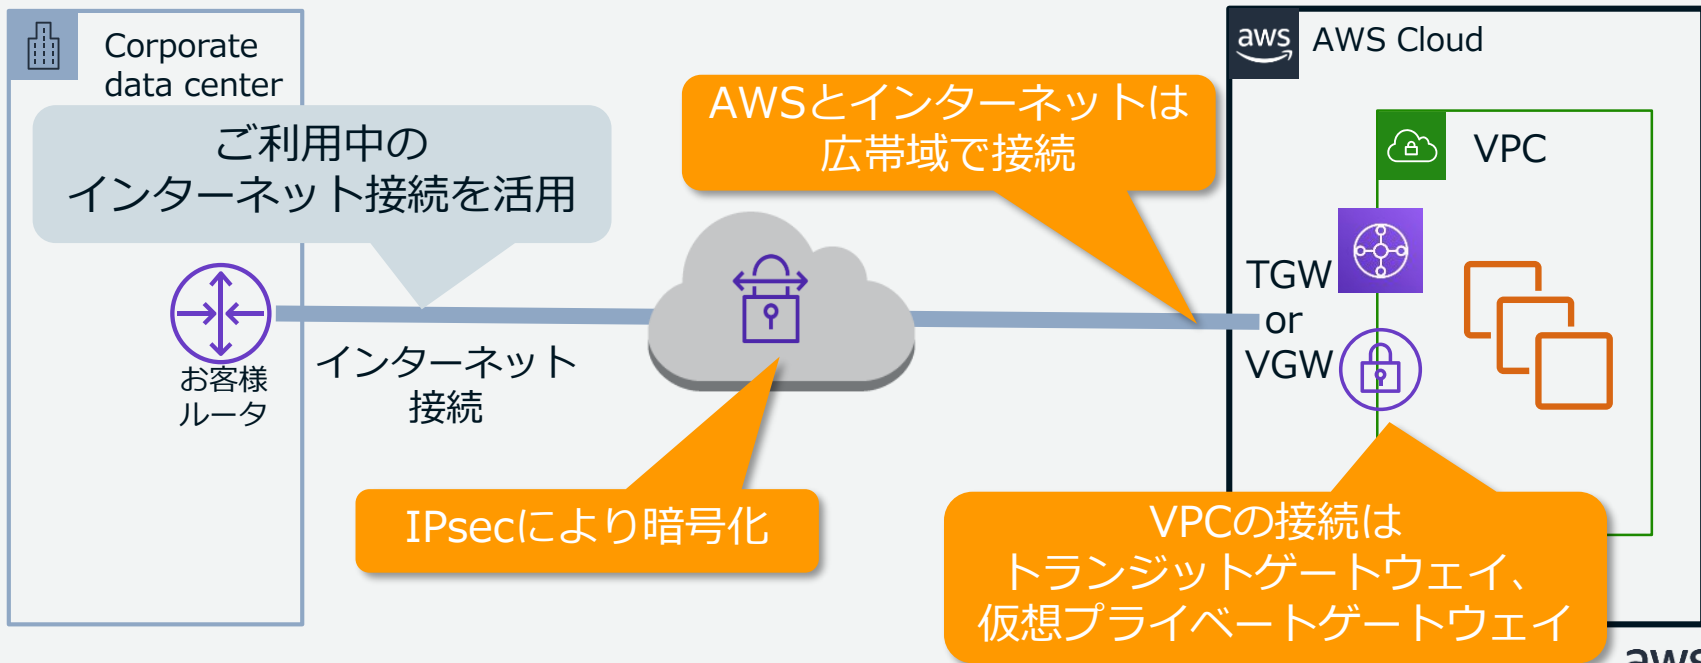 Corporate
data center
ご利用中の
インターネット接続を活用
お客様
ルータ
インターネット
接続
IPsecにより暗号化
AWSとインターネットは
広帯域で接続
aws
AWS Cloud
VPC
TGW
or
VGW
VPCの接続は
トランジットゲートウェイ、
仮想プライベートゲートウェイ
aws